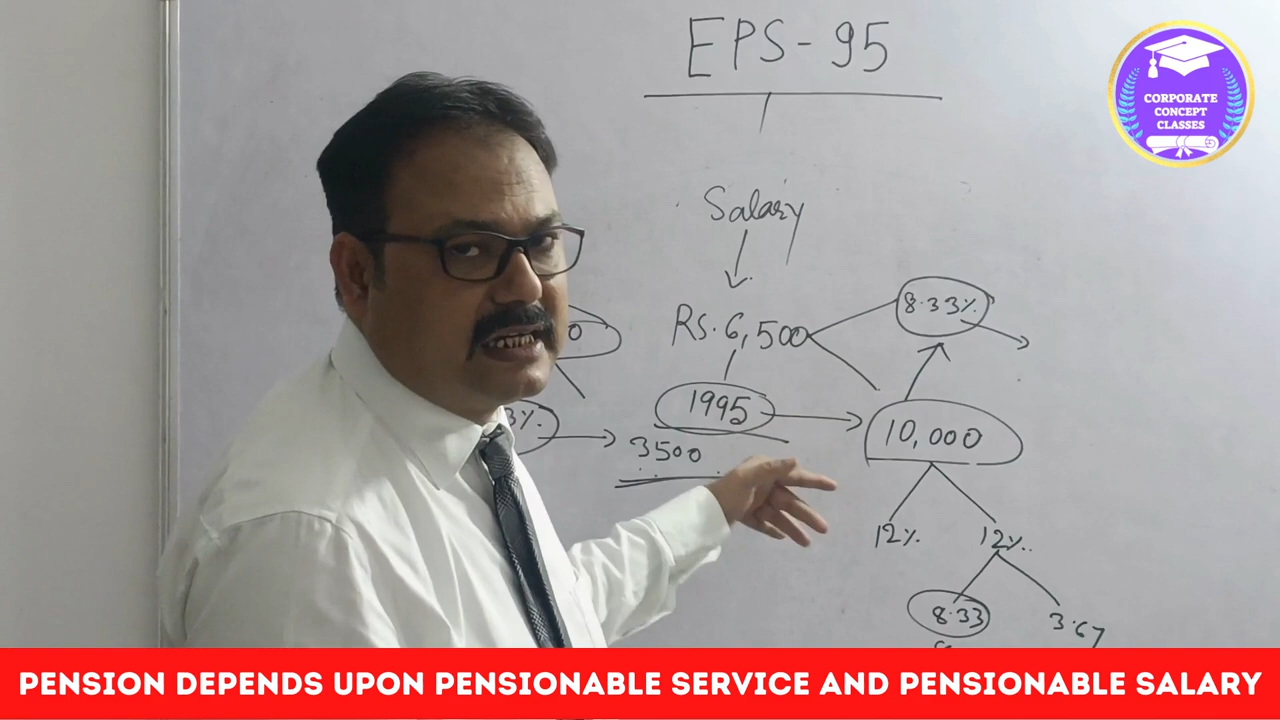 EPS-95
CORPORATE
CONCEPT
CLASSES
Salary
Rs. 6,500
8.33%
1995
10,000
3500
12%
12%
8.33
3.67
PENSION DEPENDS UPON PENSIONABLE SERVICE AND PENSIONABLE SALARY